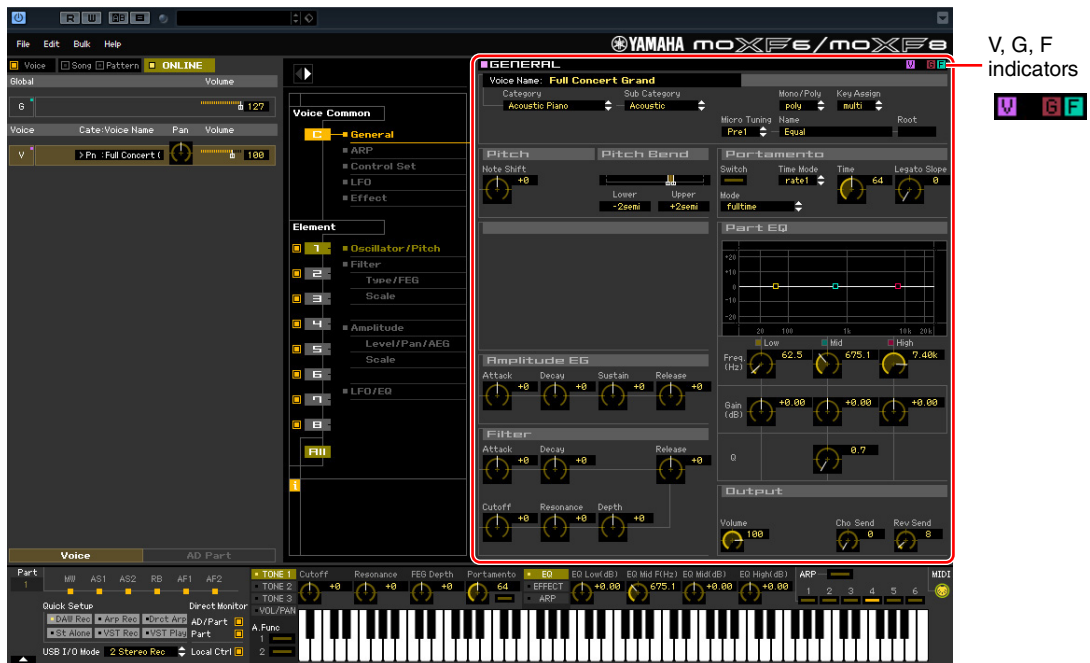 R W AB
File Edit Bulk Help
YAMAHA moXF6/moXF8
V, G, F
indicators
V G F
Voice Song Pattern ONLINE
Global Volume
G 127
Voice Cate:Voice Name Pan Volume
V >Pn :Full Concert ( 100
Voice Common
C General
ARP
Control Set
LFO
Effect
Element
1 Oscillator/Pitch
2 Filter
Type/FEG
3 Scale
4 Amplitude
5 Level/Pan/AEG
Scale
6
7 LFO/EQ
8
All
i
GENERAL V G F
Voice Name: Full Concert Grand
Category Sub Category Mono/Poly Key Assign
Acoustic Piano Acoustic poly multi
Micro Tuning Name Root
Pre1 Equal
Pitch Pitch Bend Portamento
Note Shift Switch Time Mode Time Legato Slope
+0 rate1 64 0
Lower Upper Mode
-2semi +2semi fulltime
Part EQ
+20
+10
0
-10
-20
20 100 1k 10k 20k
Low Mid High
Freq. (Hz) 62.5 675.1 7.40k
Gain (dB) +0.00 +0.00 +0.00
Q 0.7
Amplitude EG
Attack Decay Sustain Release
+0 +0 +0 +0
Filter
Attack Decay Release
+0 +0 +0
Cutoff Resonance Depth
+0 +0 +0
Output
Volume Cho Send Rev Send
100 0 8
Voice AD Part
Part MW AS1 AS2 RB AF1 AF2
1
Quick Setup Direct Monitor
DAW Rec Arp Rec Drct Arp AD/Part
St Alone VST Rec VST Play Part
USB I/O Mode 2 Stereo Rec Local Ctrl
TONE 1 Cutoff Resonance FEG Depth Portamento EQ EQ Low(dB) EQ Mid F(Hz) EQ Mid(dB) EQ High(dB) ARP MIDI
TONE 2 +0 +0 +0 64 EFFECT +0.00 675.1 +0.00 +0.00 1 2 3 4 5 6
TONE 3 ARP
VOL/PAN
A.Func
1
2